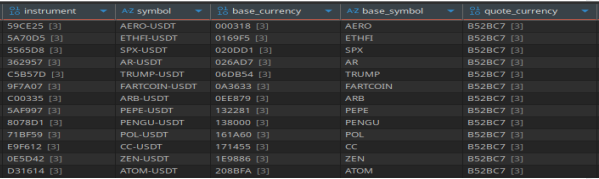 instrument symbol base_currency base_symbol quote_currency
59CE25 [3] AERO-USDT 000318 [3] AERO B52BC7 [3]
5A70D5 [3] ETHFI-USDT 0169F5 [3] ETHFI B52BC7 [3]
5565D8 [3] SPX-USDT 020DD1 [3] SPX B52BC7 [3]
362957 [3] AR-USDT 026AD7 [3] AR B52BC7 [3]
C5B57D [3] TRUMP-USDT 06DB54 [3] TRUMP B52BC7 [3]
9F7A07 [3] FARTCOIN-USDT 0A3633 [3] FARTCOIN B52BC7 [3]
C00335 [3] ARB-USDT 0EE879 [3] ARB B52BC7 [3]
5AF997 [3] PEPE-USDT 132281 [3] PEPE B52BC7 [3]
8078D1 [3] PENGU-USDT 138000 [3] PENGU B52BC7 [3]
71BF59 [3] POL-USDT 161A60 [3] POL B52BC7 [3]
E9F612 [3] CC-USDT 171455 [3] CC B52BC7 [3]
0E5D42 [3] ZEN-USDT 1E9886 [3] ZEN B52BC7 [3]
D31614 [3] ATOM-USDT 208BFA [3] ATOM B52BC7 [3]